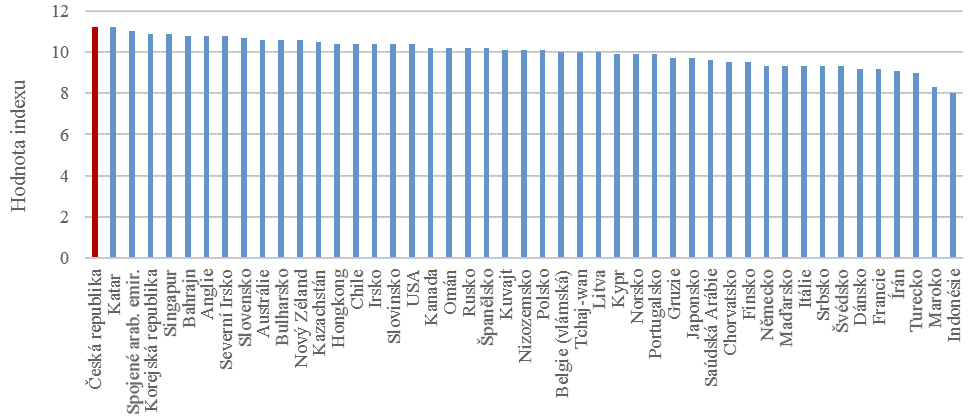 Hodnota indexu
12
10
8
6
4
2
0
Česká republika
Katar
Spojené arab. emir.
Korejská republika
Singapur
Bahrajn
Anglie
Severní Irsko
Slovensko
Austrálie
Bulharsko
Nový Zéland
Kazachstán
Hongkong
Chile
Irsko
Slovinsko
USA
Kanada
Omán
Rusko
Španělsko
Kuvajt
Nizozemsko
Polsko
Belgie (vlámská)
Tchaj-wan
Litva
Kypr
Norsko
Portugalsko
Gruzie
Japonsko
Saúdská Arábie
Chorvatsko
Finsko
Německo
Maďarsko
Itálie
Srbsko
Švédsko
Dánsko
Francie
Írán
Turecko
Maroko
Indonésie